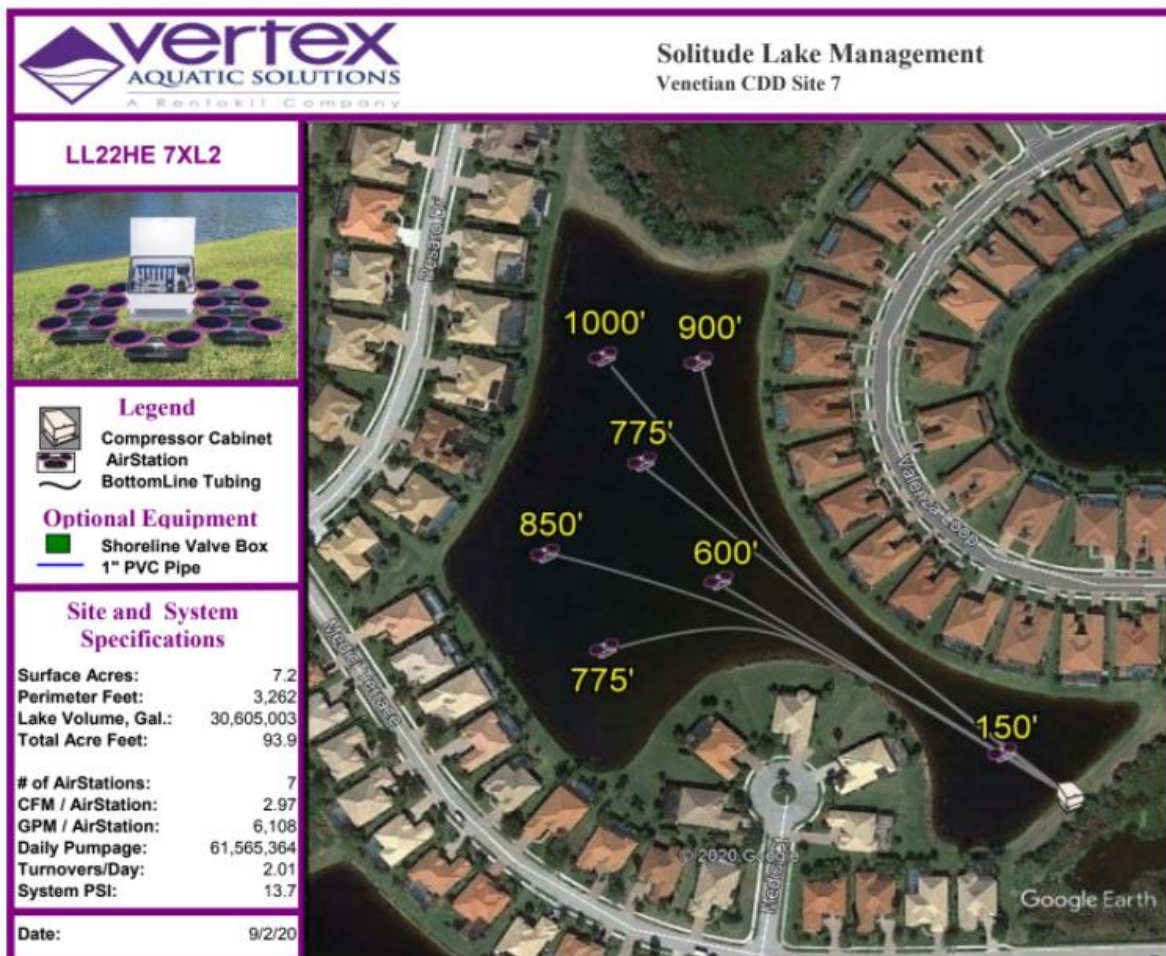 vertex
AQUATIC SOLUTIONS
A Rentokil Company
Solitude Lake Management
Venetian CDD Site 7
LL22HE 7XL2
Legend
Compressor Cabinet
AirStation
BottomLine Tubing
Optional Equipment
Shoreline Valve Box
1" PVC Pipe
Site and System
Specifications
Surface Acres: 7.2
Perimeter Feet: 3,262
Lake Volume, Gal.: 30,605,003
Total Acre Feet: 93.9
# of AirStations: 7
CFM / AirStation: 2.97
GPM / AirStation: 6,108
Daily Pumpage: 61,565,364
Turnovers/Day: 2.01
System PSI: 13.7
Date: 9/2/20
Pesaro Dr
1000'
900'
775'
850'
600'
775'
150'
Valenza Loop
Terrace
© 2020 Google
Google Earth